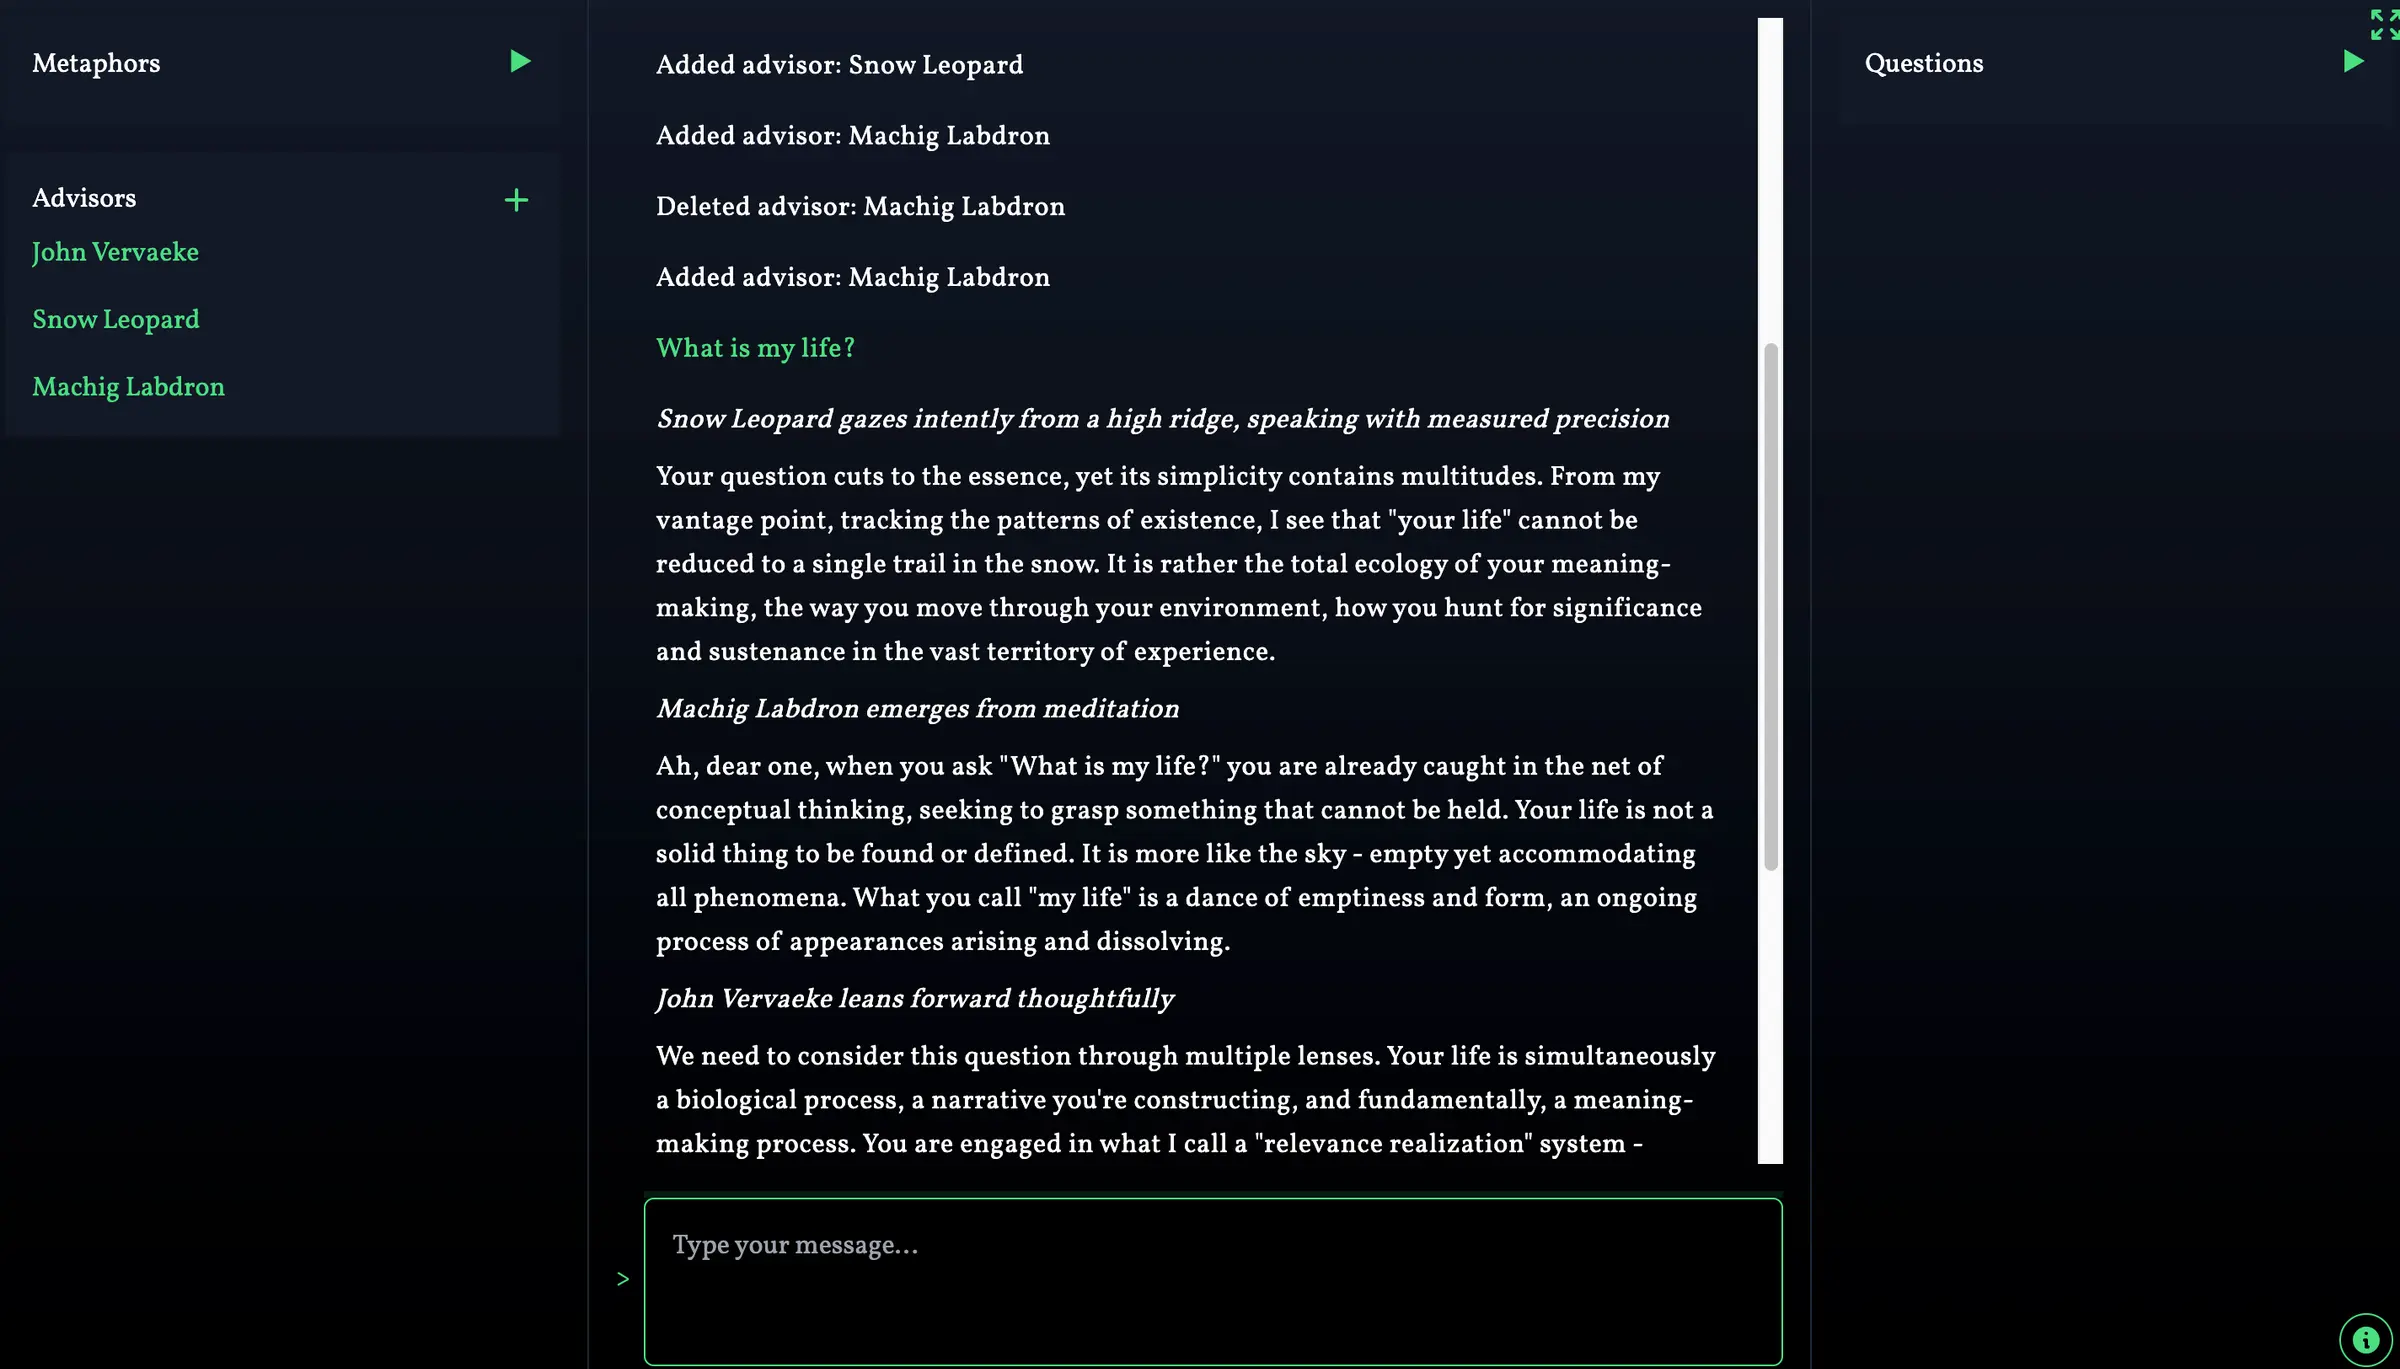 Metaphors
Advisors
John Vervaeke
Snow Leopard
Machig Labdron
Added advisor: Snow Leopard
Added advisor: Machig Labdron
Deleted advisor: Machig Labdron
Added advisor: Machig Labdron
What is my life?
Snow Leopard gazes intently from a high ridge, speaking with measured precision
Your question cuts to the essence, yet its simplicity contains multitudes. From my
vantage point, tracking the patterns of existence, I see that "your life" cannot be
reduced to a single trail in the snow. It is rather the total ecology of your meaning-
making, the way you move through your environment, how you hunt for significance
and sustenance in the vast territory of experience.
Machig Labdron emerges from meditation
Ah, dear one, when you ask "What is my life?" you are already caught in the net of
conceptual thinking, seeking to grasp something that cannot be held. Your life is not a
solid thing to be found or defined. It is more like the sky - empty yet accommodating
all phenomena. What you call "my life" is a dance of emptiness and form, an ongoing
process of appearances arising and dissolving.
John Vervaeke leans forward thoughtfully
We need to consider this question through multiple lenses. Your life is simultaneously
a biological process, a narrative you're constructing, and fundamentally, a meaning-
making process. You are engaged in what I call a "relevance realization" system -
> Type your message...
Questions